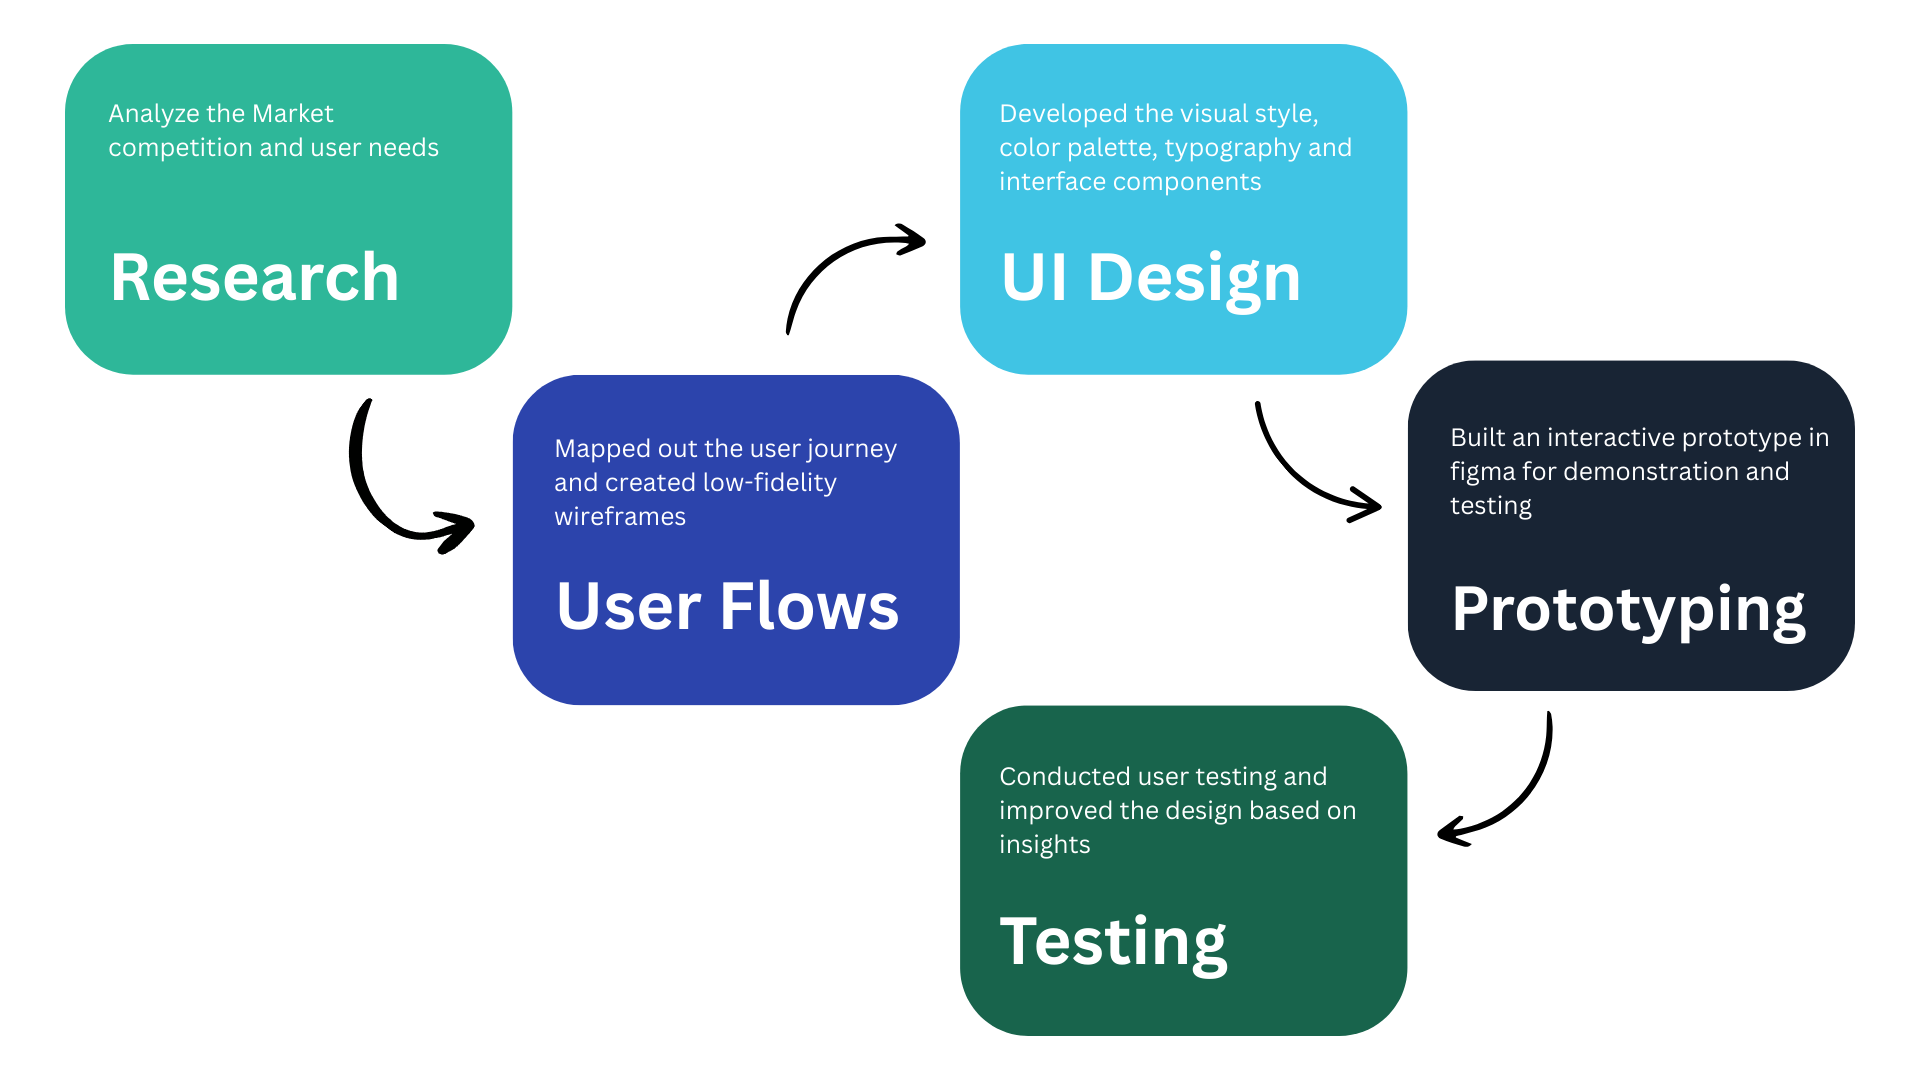 Analyze the Market
competition and user needs
Research
Mapped out the user journey
and created low-fidelity
wireframes
User Flows
Developed the visual style,
color palette, typography and
interface components
UI Design
Built an interactive prototype in
figma for demonstration and
testing
Prototyping
Conducted user testing and
improved the design based on
insights
Testing